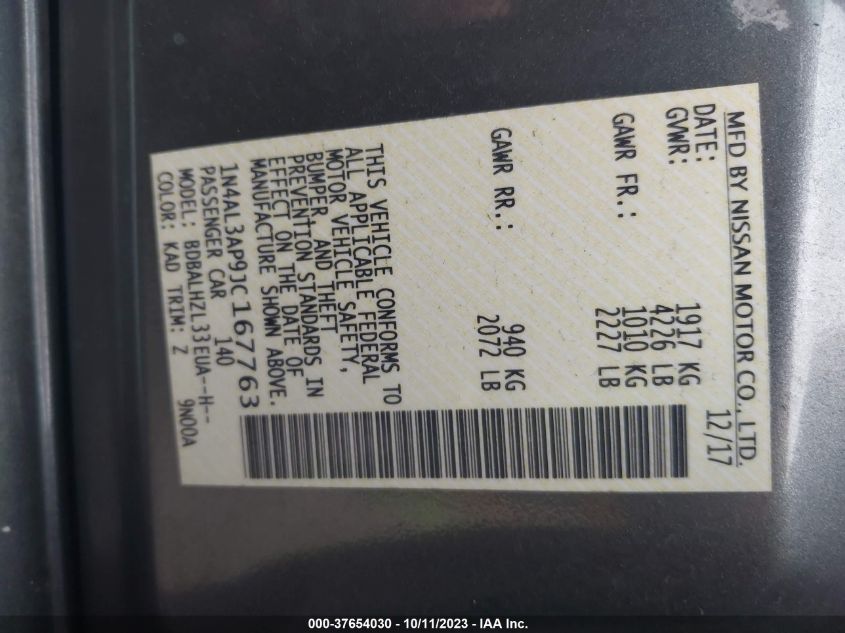 MFD BY NISSAN MOTOR CO., LTD.
DATE: 12/17
GVWR: 1917 KG
4226 LB
GAWR FR.: 1010 KG
2227 LB
GAWR RR.: 940 KG
2072 LB
THIS VEHICLE CONFORMS TO
ALL APPLICABLE FEDERAL
MOTOR VEHICLE SAFETY,
BUMPER, AND THEFT
PREVENTION STANDARDS IN
EFFECT ON THE DATE OF
MANUFACTURE SHOWN ABOVE.
1N4AL3AP9JC167763
PASSENGER CAR 140
MODEL: BDBALHZL33EUA--H--
COLOR: KAD TRIM: Z 9N00A
000-37654030 - 10/11/2023 - IAA Inc.